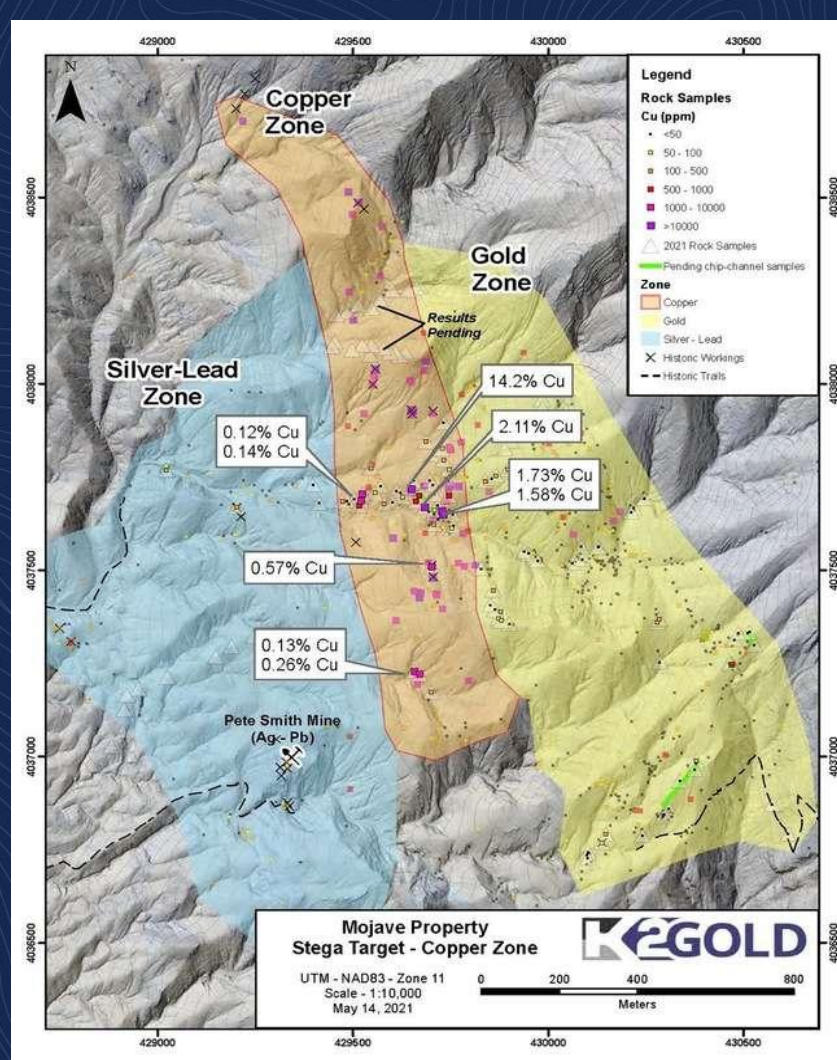 429000
429500
430000
430500
N
Copper
Zone
Gold
Zone
Silver-Lead
Zone
Results
Pending
14.2% Cu
2.11% Cu
0.12% Cu
0.14% Cu
1.73% Cu
1.58% Cu
0.57% Cu
0.13% Cu
0.26% Cu
Pete Smith Mine
(Ag - Pb)
Legend
Rock Samples
Cu (ppm)
<50
50 - 100
100 - 500
500 - 1000
1000 - 10000
>10000
2021 Rock Samples
Pending chip-channel samples
Zone
Copper
Gold
Silver - Lead
Historic Workings
Historic Trails
4038500
4038000
4037500
4037000
4036500
4038500
4038000
4037500
4037000
4036500
Mojave Property
Stega Target - Copper Zone
UTM - NAD83 - Zone 11
Scale - 1:10,000
May 14, 2021
K2GOLD
0 200 400 800
Meters
429000
429500
430000
430500